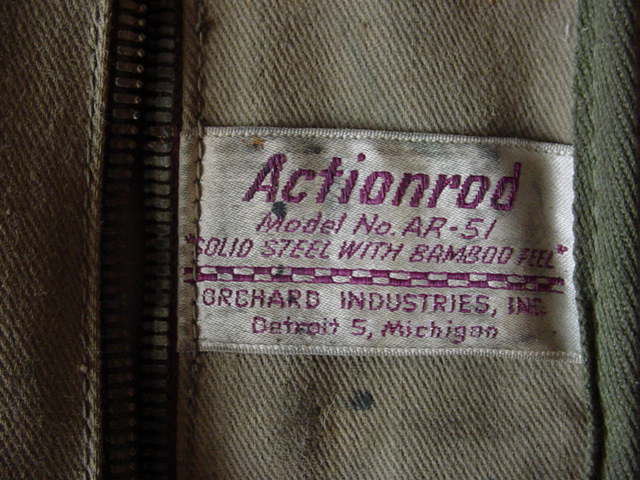 Actionrod
Model No. AR-51
"SOLID STEEL WITH BAMBOO FEEL"
ORCHARD INDUSTRIES, INC.
Detroit 5, Michigan